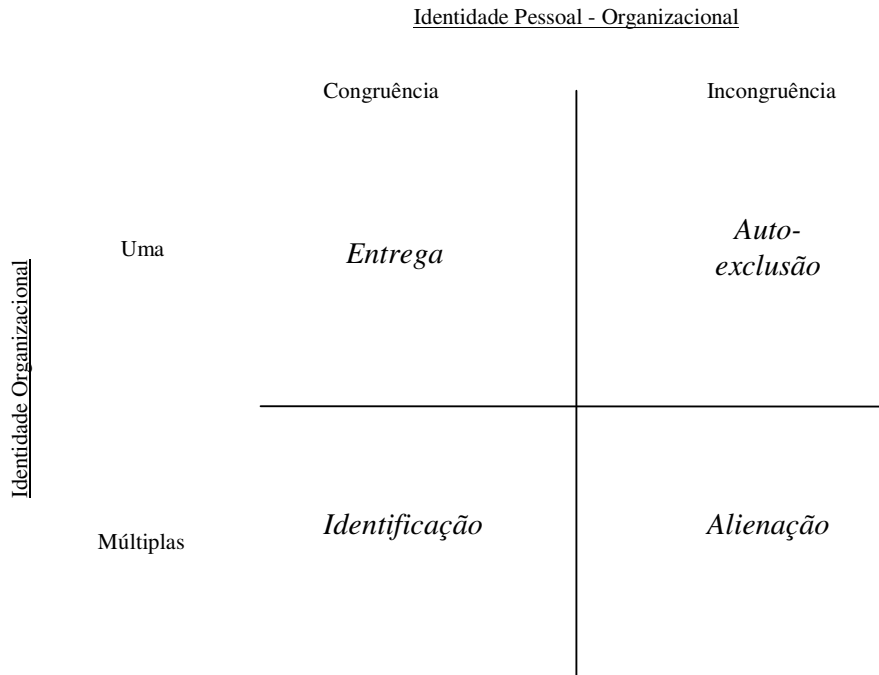 Identidade Pessoal - Organizacional
Congruência
Incongruência
Identidade Organizacional
Uma
Entrega
Auto-
exclusão
Múltiplas
Identificação
Alienação